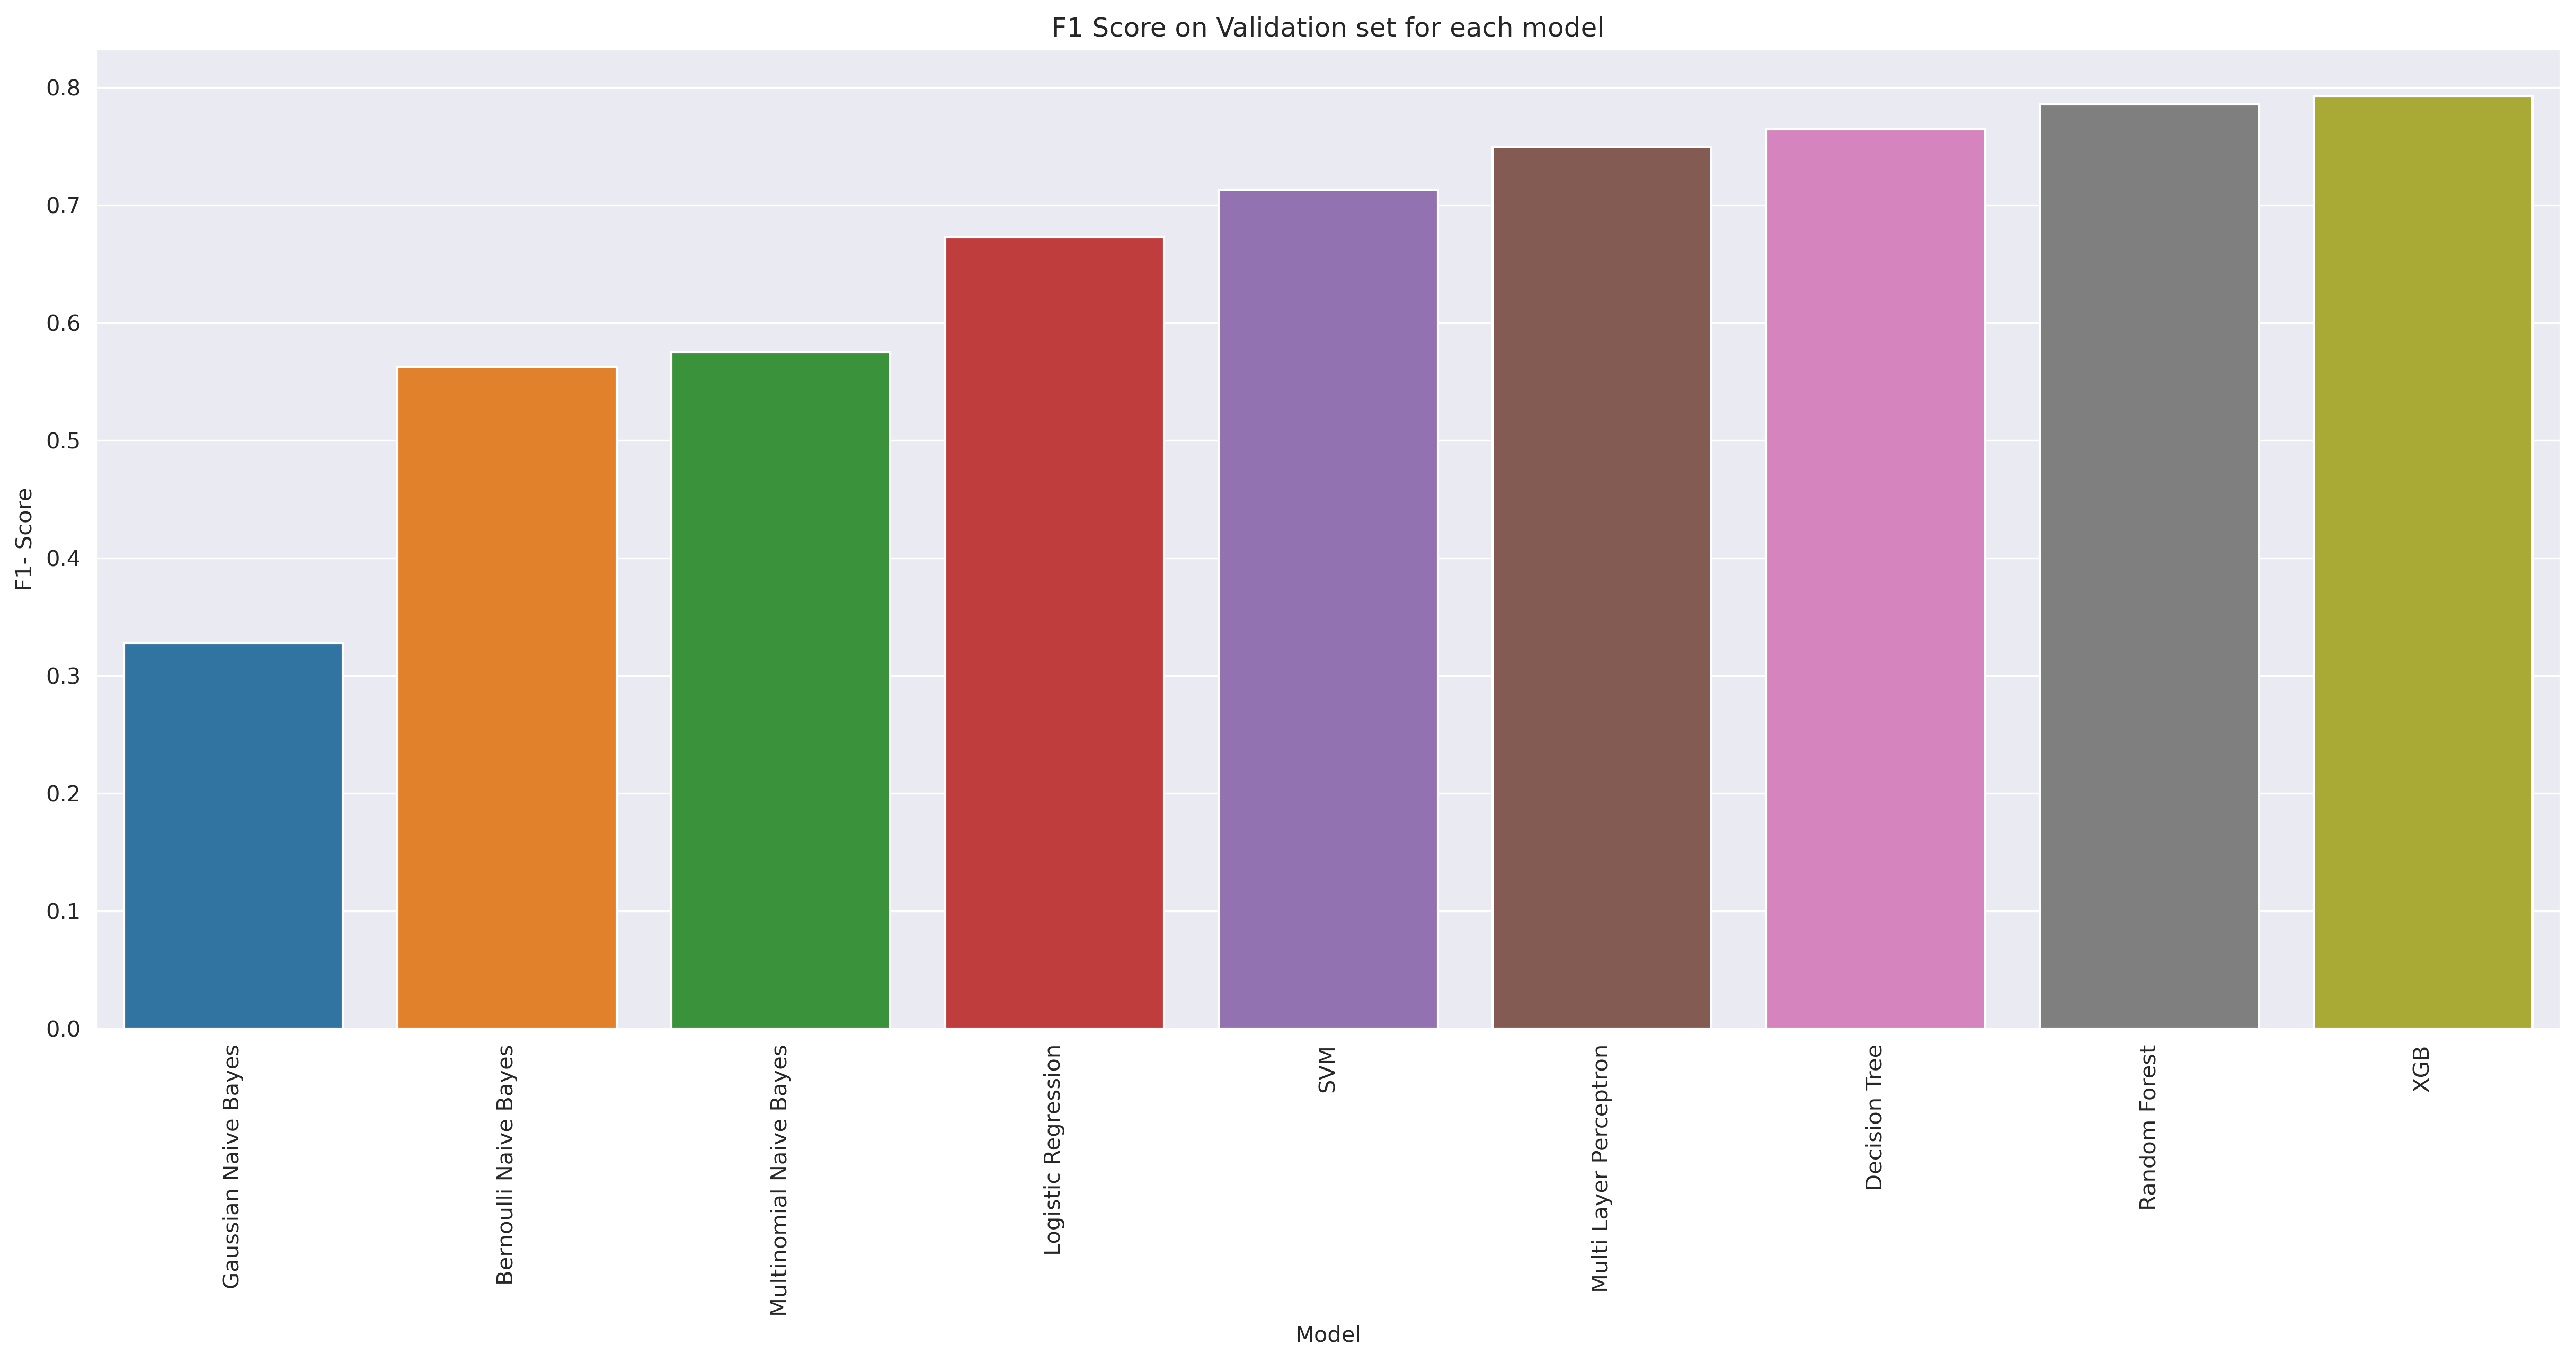 F1 Score on Validation set for each model
F1- Score
0.8
0.7
0.6
0.5
0.4
0.3
0.2
0.1
0.0
Gaussian Naive Bayes
Bernoulli Naive Bayes
Multinomial Naive Bayes
Logistic Regression
SVM
Multi Layer Perceptron
Decision Tree
Random Forest
XGB
Model